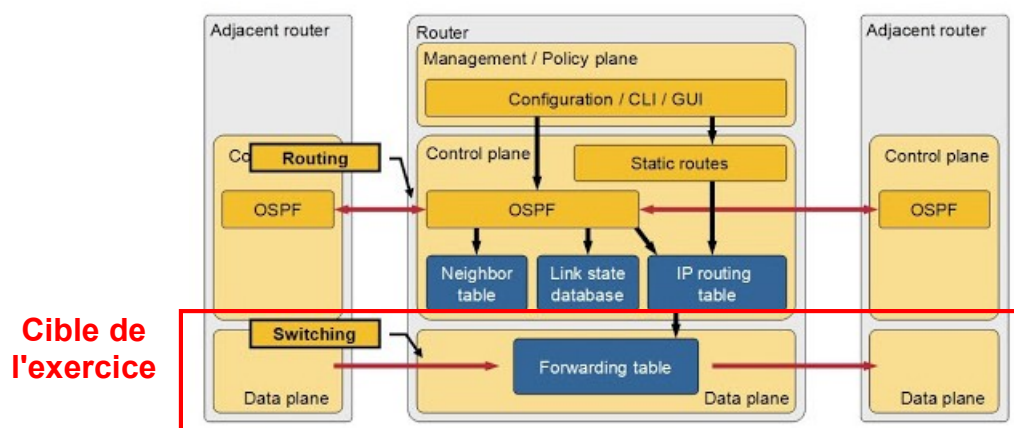 Adjacent router
Router
Adjacent router
Management / Policy plane
Configuration / CLI / GUI
Routing
Control plane
Static routes
Control plane
OSPF
OSPF
OSPF
Neighbor
table
Link state
database
IP routing
table
Cible de
l'exercice
Switching
Forwarding table
Data plane
Data plane
Data plane